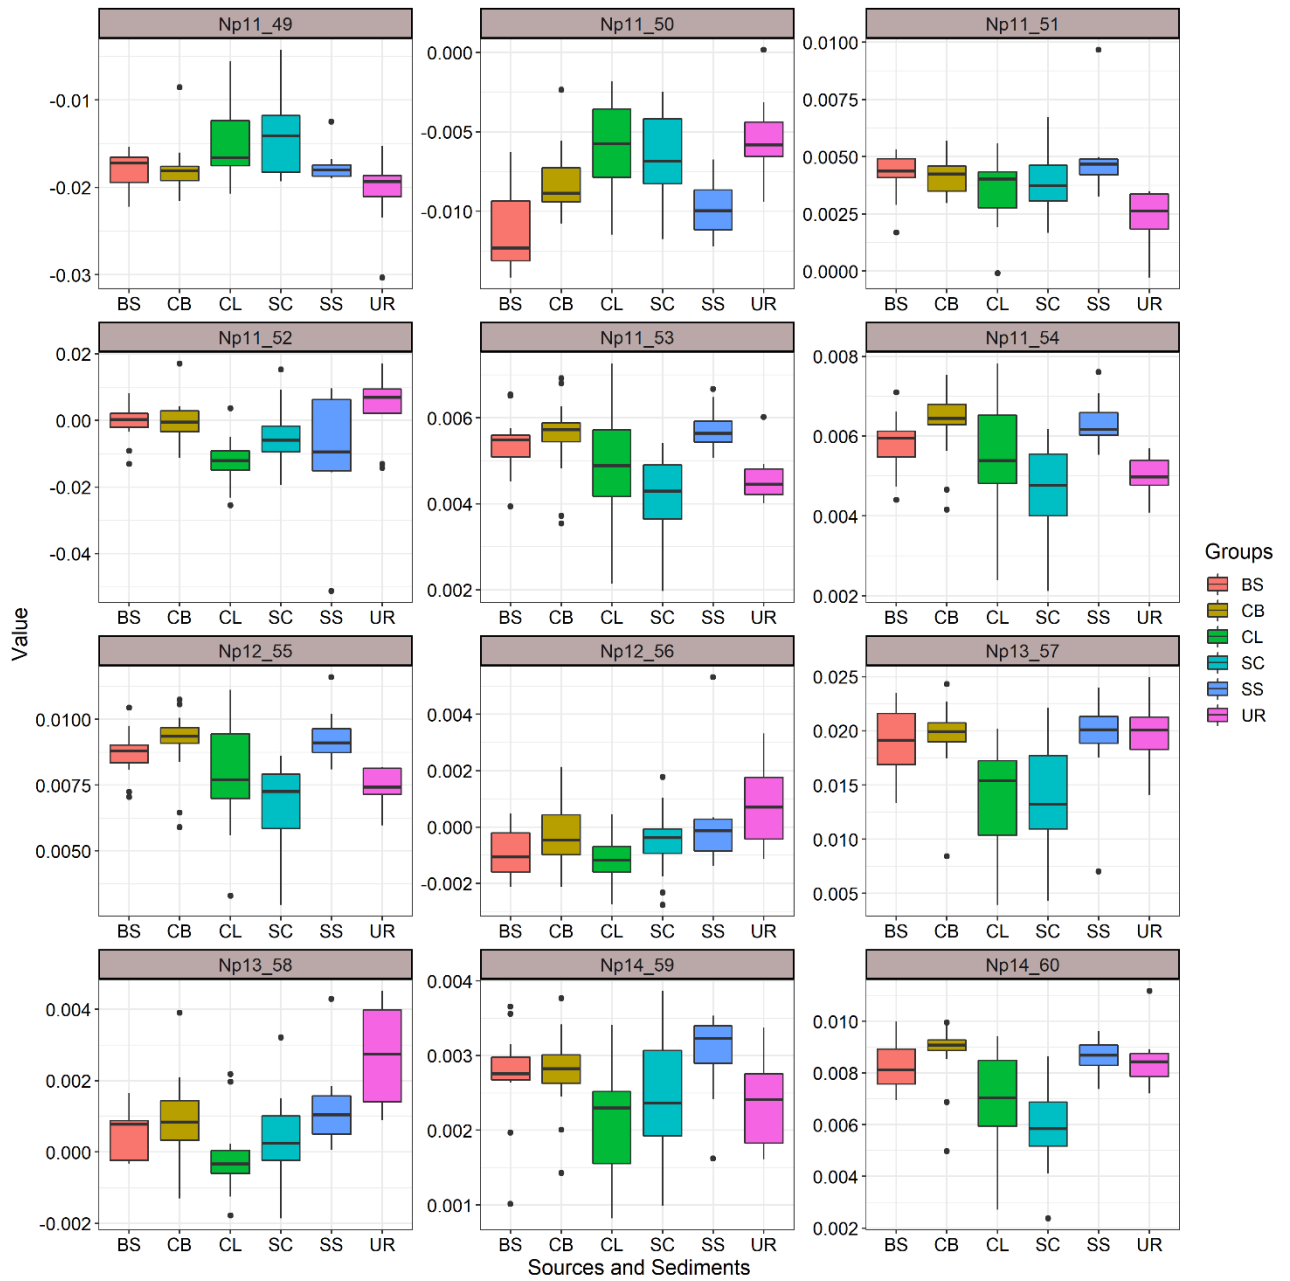 Np11_49 Np11_50 Np11_51
-0.01 -0.02 -0.03
0.000 -0.005 -0.010
0.0100 0.0075 0.0050 0.0025 0.0000
BS CB CL SC SS UR BS CB CL SC SS UR BS CB CL SC SS UR
Np11_52 Np11_53 Np11_54
0.02 0.00 -0.02 -0.04
0.006 0.004 0.002
0.008 0.006 0.004 0.002
BS CB CL SC SS UR BS CB CL SC SS UR BS CB CL SC SS UR
Np12_55 Np12_56 Np13_57
0.0100 0.0075 0.0050
0.004 0.002 0.000 -0.002
0.025 0.020 0.015 0.010 0.005
BS CB CL SC SS UR BS CB CL SC SS UR BS CB CL SC SS UR
Np13_58 Np14_59 Np14_60
0.004 0.002 0.000 -0.002
0.004 0.003 0.002 0.001
0.010 0.008 0.006 0.004 0.002
BS CB CL SC SS UR BS CB CL SC SS UR BS CB CL SC SS UR
Value
Sources and Sediments
Groups
BS
CB
CL
SC
SS
UR